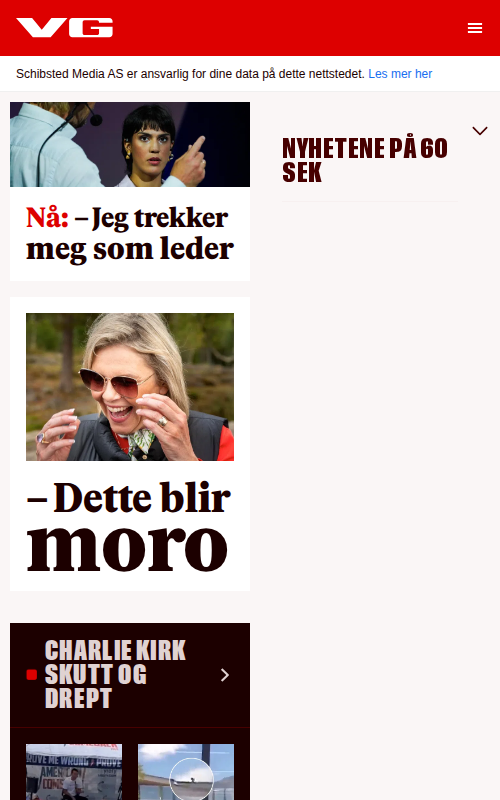 VG
Schibsted Media AS er ansvarlig for dine data på dette nettstedet. Les mer her
Nå: – Jeg trekker
meg som leder
– Dette blir
moro
CHARLIE KIRK
SKUTT OG
DREPT
NYHETENE PÅ 60
SEK